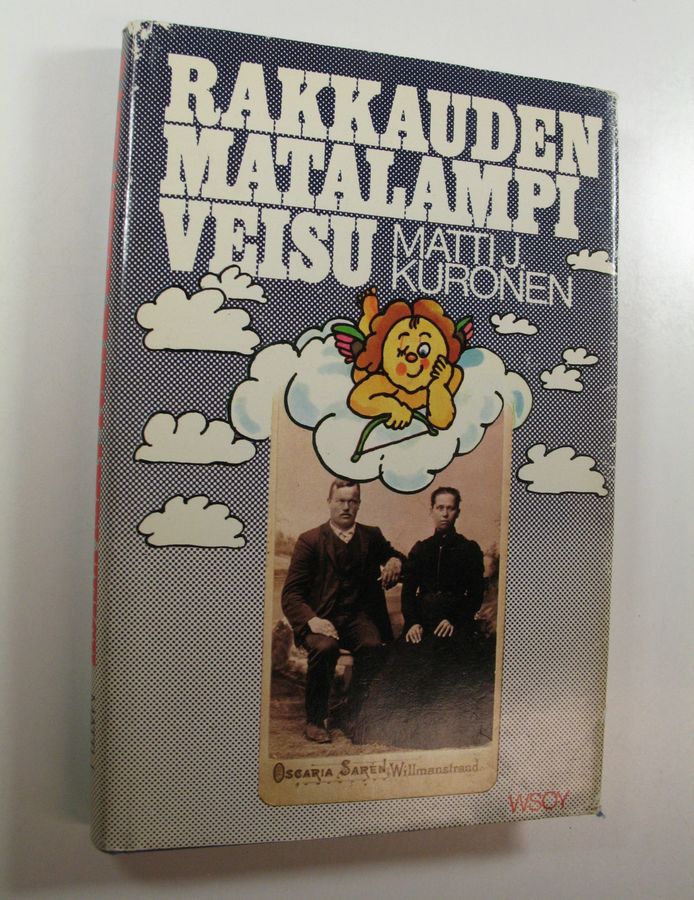 RAKKAUDEN
MATALAMPI
VEISU
MATTI J.
KURONEN
OSCARIA SARÉN, Willmanstrand.
WSOY